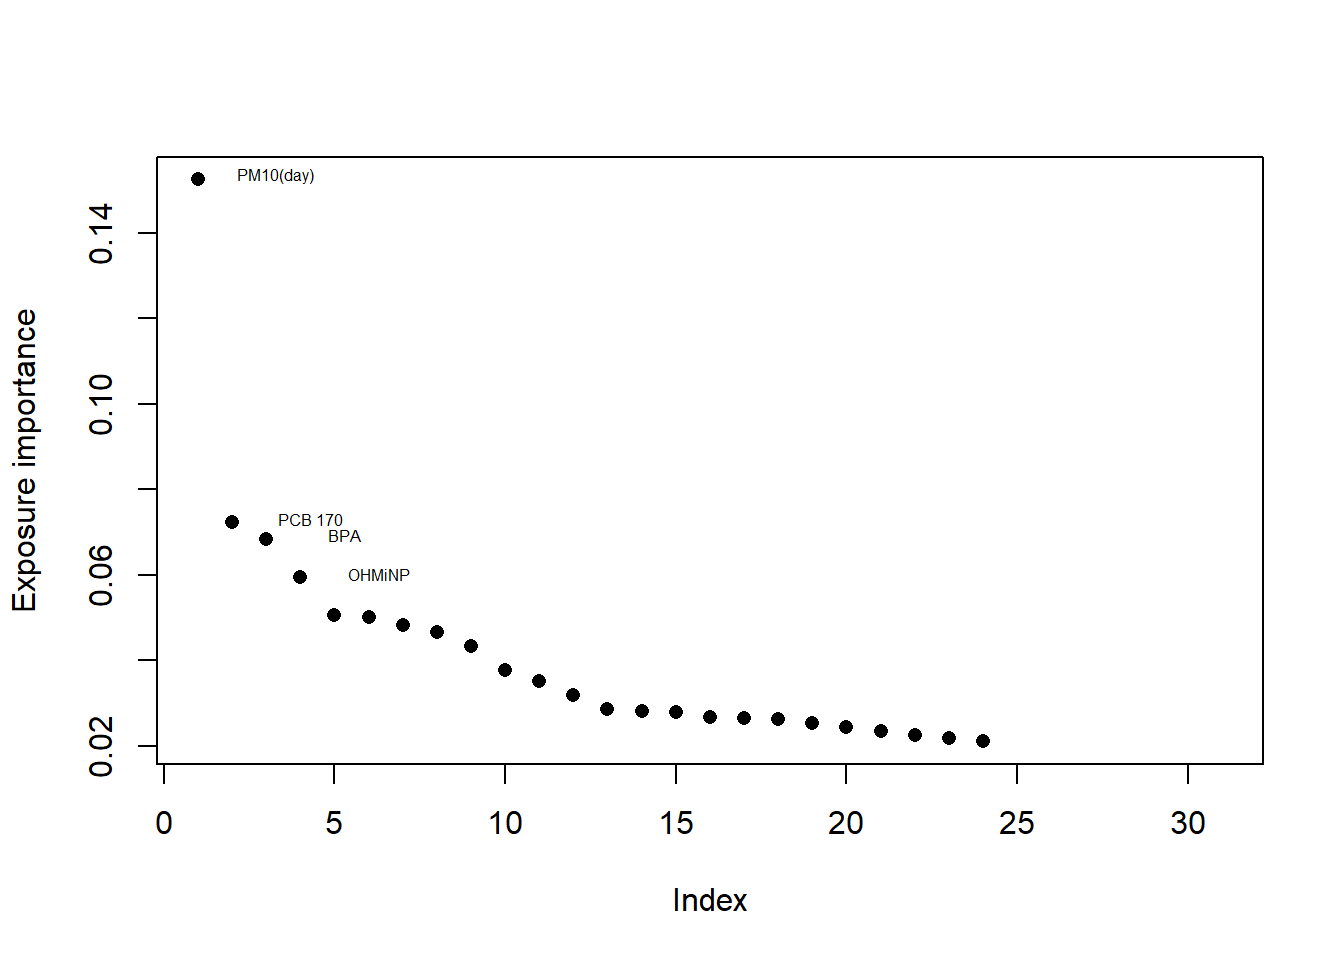 PM10(day)
0.14
0.10
PCB 170
BPA
OHMiNP
0.06
0.02
Exposure importance
0 5 10 15 20 25 30
Index